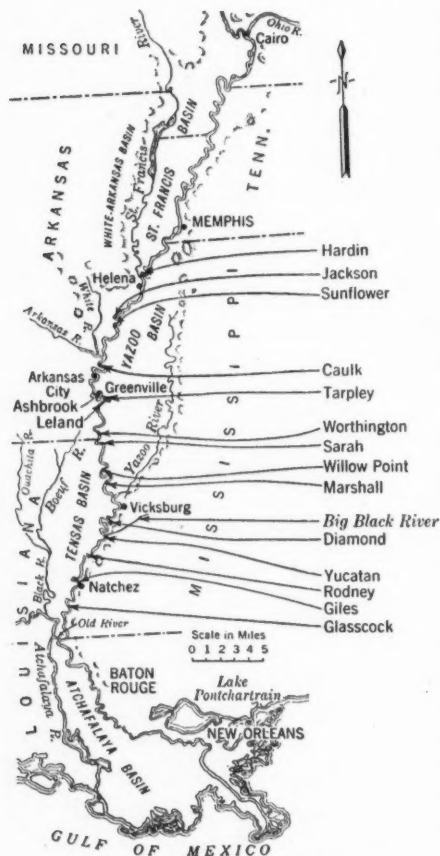 Ohio R.
Cairo
MISSOURI
River
N
BASIN
TENN.
WHITE-ARKANSAS BASIN
St. Francis
ST. FRANCIS
ARKANSAS
MEMPHIS
Hardin
Helena
Jackson
White R.
Sunflower
YAZOO BASIN
Arkansas R.
MISSISSIPPI
Caulk
Arkansas City
Greenville
Tarpley
Ashbrook
Leland
Worthington
Sarah
Ouachita R.
Boeuf R.
Yazoo River
Willow Point
Marshall
TENSAS BASIN
Vicksburg
Big Black River
Diamond
Yucatan
Black R.
Rodney
Natchez
Giles
Glasscock
LOUISIANA
Old River
Scale in Miles
0 1 2 3 4 5
Atchafalaya R.
BATON ROUGE
Lake Pontchartrain
ATCHAFALAYA BASIN
NEW ORLEANS
GULF OF MEXICO